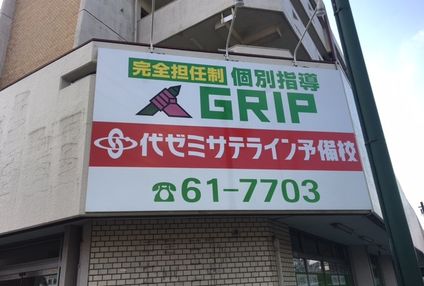 完全担任制 個別指導
GRIP
代ゼミサテライン予備校
☎61-7703